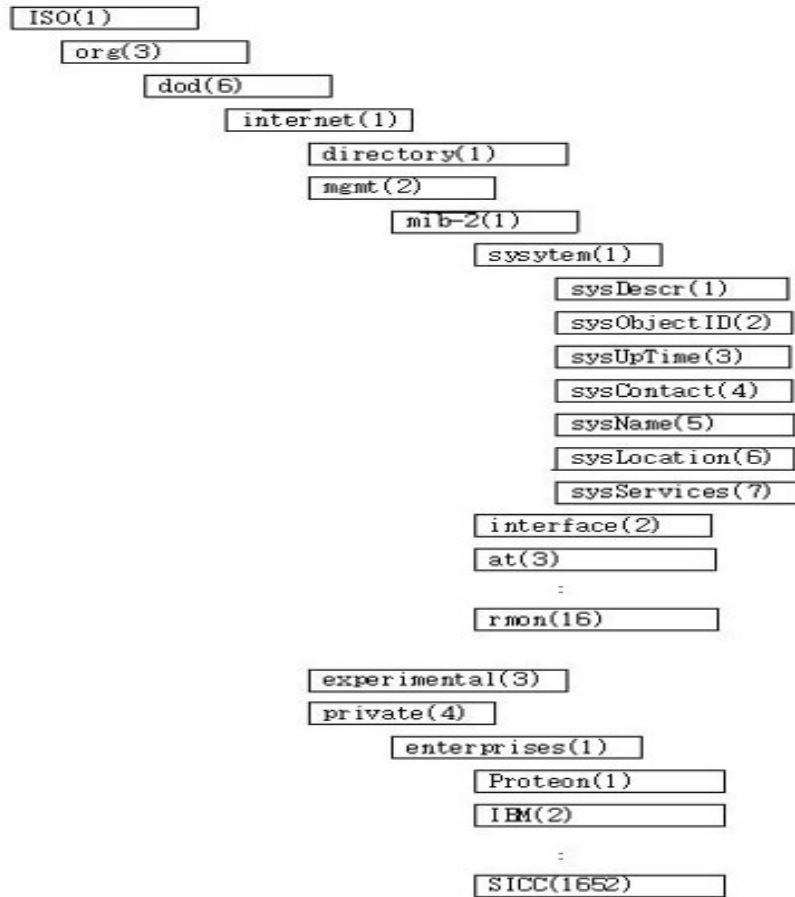 ISO(1)
org(3)
dod(6)
internet(1)
directory(1)
mgmt(2)
mib-2(1)
sysytem(1)
sysDescr(1)
sysObjectID(2)
sysUpTime(3)
sysContact(4)
sysName(5)
sysLocation(6)
sysServices(7)
interface(2)
at(3)
:
rmon(16)
experimental(3)
private(4)
enterprises(1)
Proteon(1)
IBM(2)
:
SICC(1652)